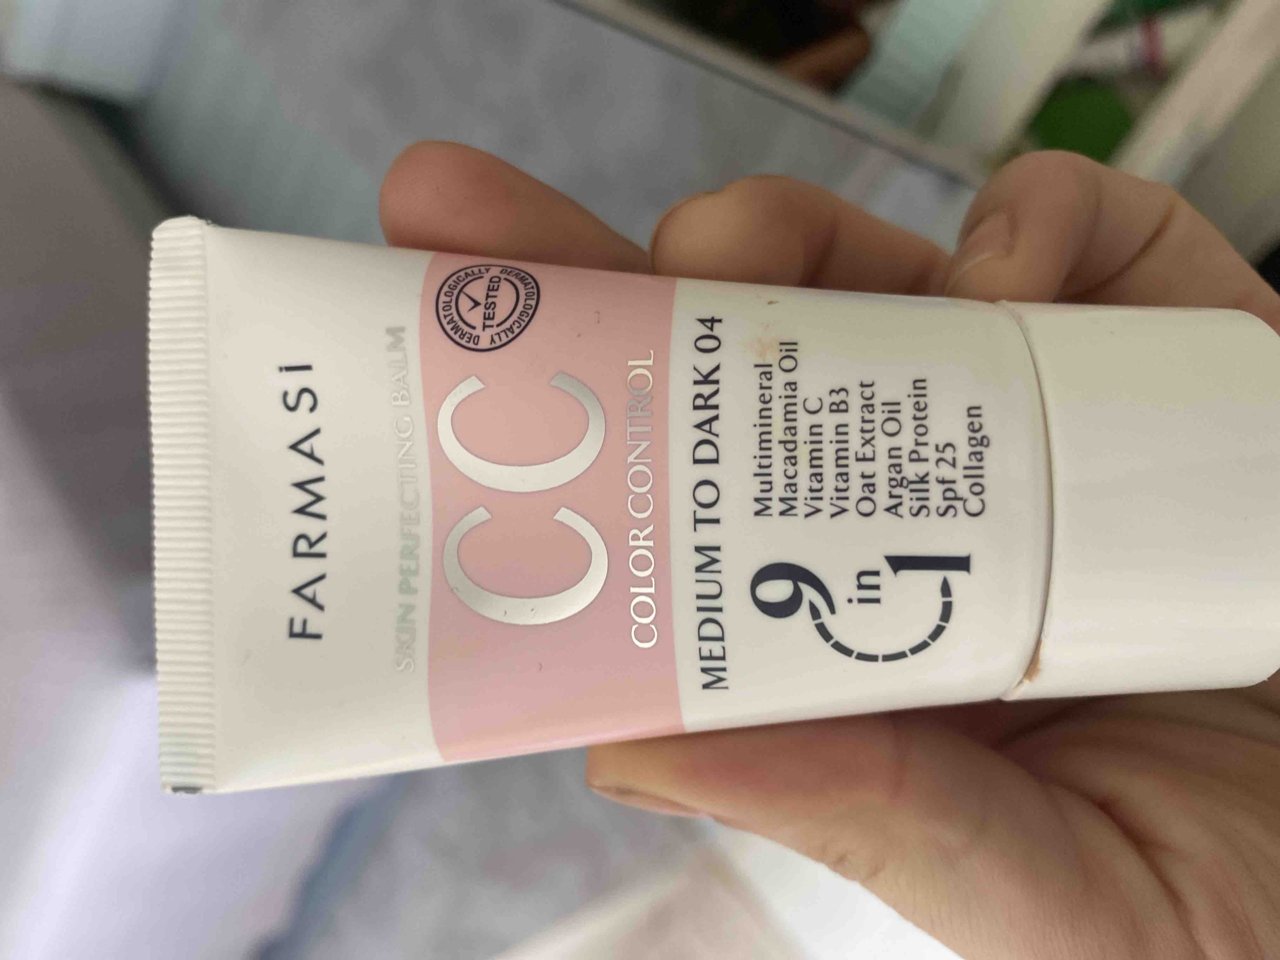 FARMASi
SKIN PERFECTING BALM
DERMATOLOGICALLY
TESTED
DERMATOLOGICALLY
CC
COLOR CONTROL
MEDIUM TO DARK 04
9
in
1
Multimineral
Macadamia Oil
Vitamin C
Vitamin B3
Oat Extract
Argan Oil
Silk Protein
Spf 25
Collagen